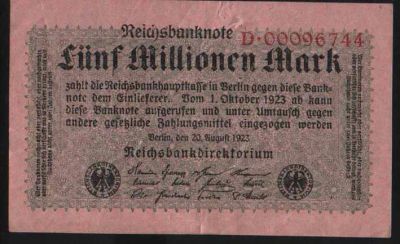 Reichsbanknote
D·00096744
Fünf Millionen Mark
zahlt die Reichsbankhauptkasse in Berlin gegen diese Bank-
note dem Einlieferer. Vom 1. Oktober 1923 ab kann
diese Banknote aufgerufen und unter Umtausch gegen
andere gesetzliche Zahlungsmittel eingezogen werden
Berlin, den 20. August 1923
Reichsbankdirektorium